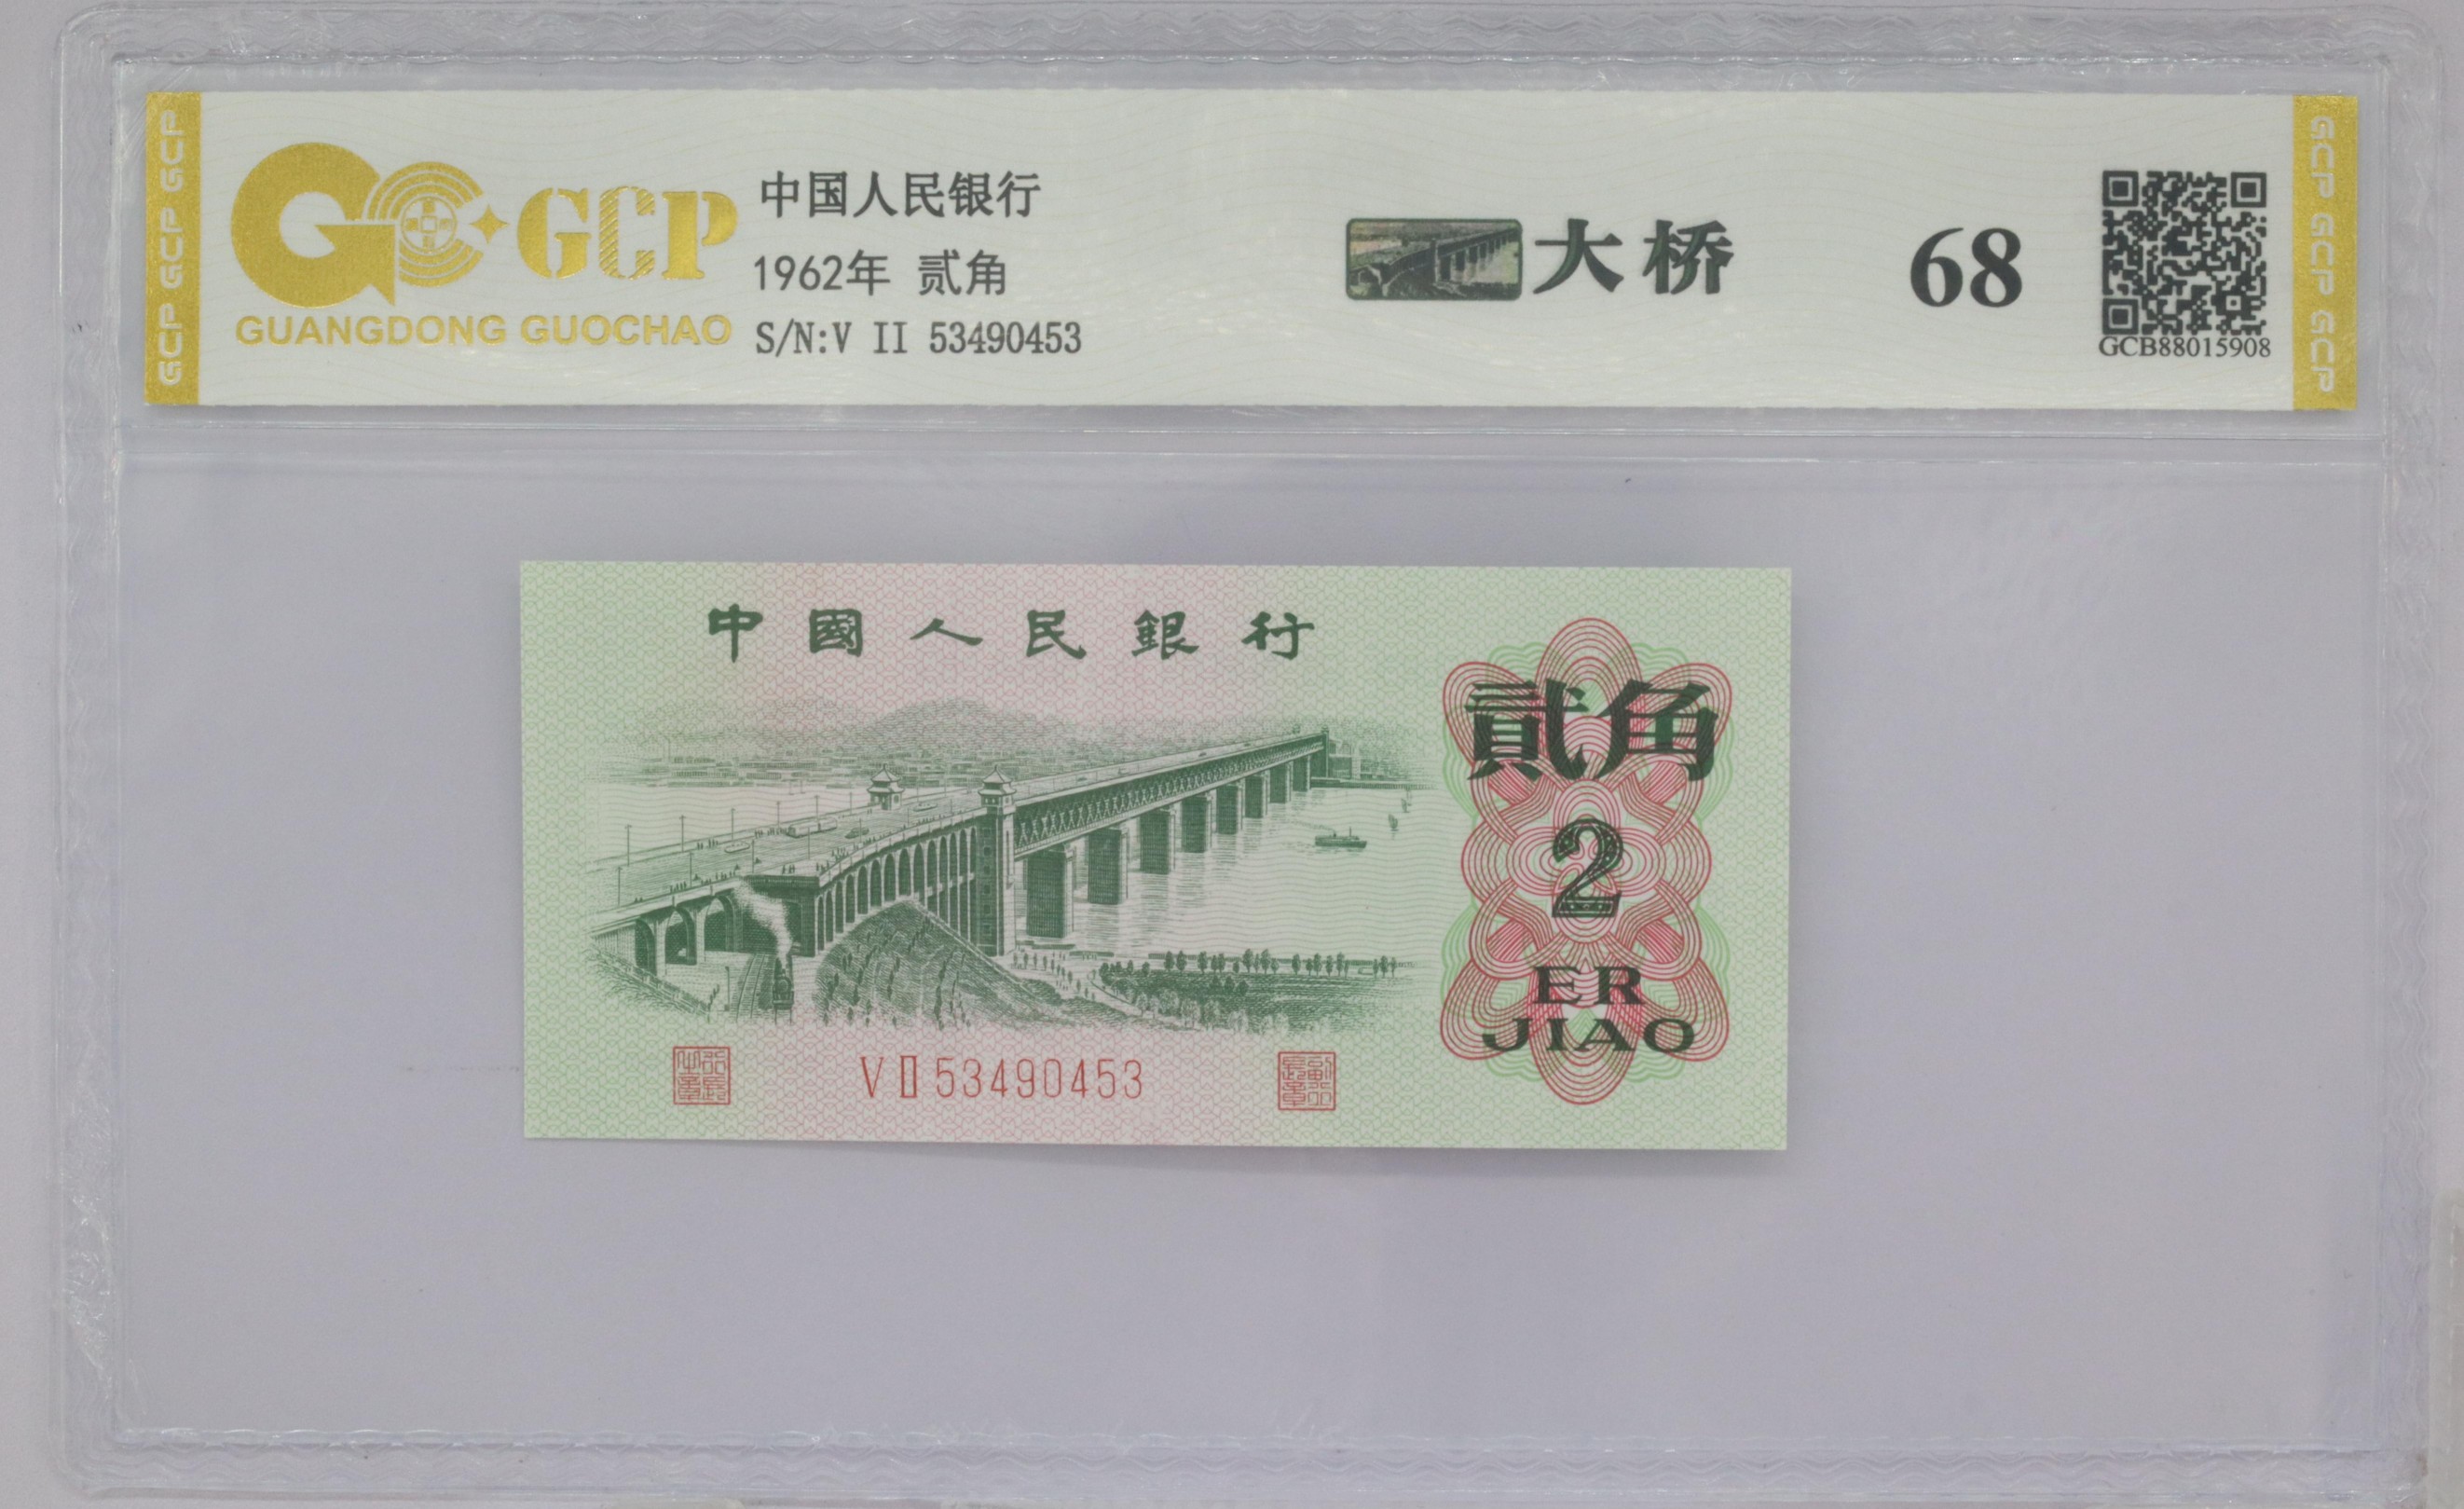 GCP GCP GCP
GCP
GUANGDONG GUOCHAO
中国人民银行
1962年 贰角
S/N:V II 53490453
大桥
68
GCB88015908
GCP GCP GCP
中國人民銀行
貳角
2
ER
JIAO
V II 53490453